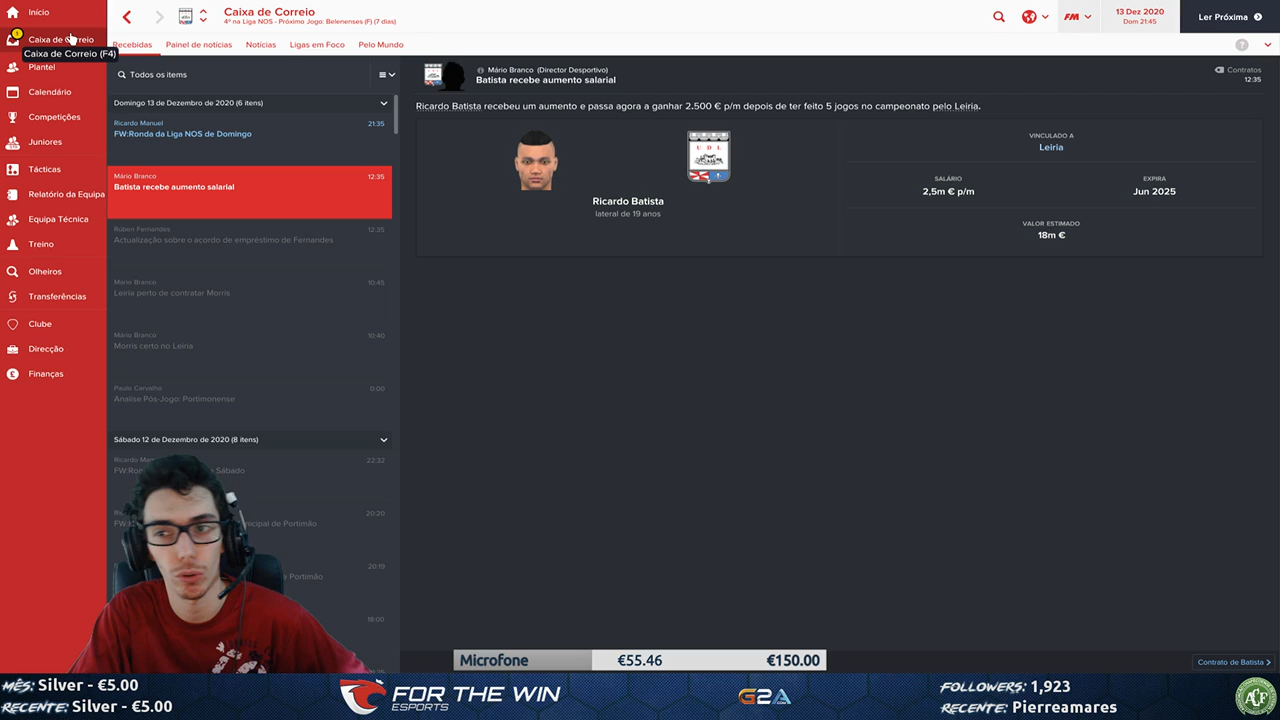 Início
Caixa de Correio
1
Caixa de Correio (F4)
Plantel
Calendário
Competições
Juniores
Tácticas
Relatório da Equipa
Equipa Técnica
Treino
Olheiros
Transferências
Clube
Direcção
Finanças
Caixa de Correio
4º na Liga NOS - Próximo Jogo: Belenenses (F) (7 dias)
FM
13 Dez 2020
Dom 21:45
Ler Próxima
Recebidas
Painel de notícias
Notícias
Ligas em Foco
Pelo Mundo
?
Todos os items
Domingo 13 de Dezembro de 2020 (6 itens)
Ricardo Manuel 21:35
FW:Ronda da Liga NOS de Domingo
Mário Branco 12:35
Batista recebe aumento salarial
Rúben Fernandes 12:35
Actualização sobre o acordo de empréstimo de Fernandes
Mário Branco 10:45
Leiria perto de contratar Morris
Mário Branco 10:40
Morris certo no Leiria
Paulo Carvalho 0:00
Análise Pós-Jogo: Portimonense
Sábado 12 de Dezembro de 2020 (8 itens)
Ricardo 22:32
Sábado
20:20
nicipal de Portimão
20:19
e Portimão
18:00
Mário Branco (Director Desportivo)
Batista recebe aumento salarial
Contratos
12:35
Ricardo Batista recebeu um aumento e passa agora a ganhar 2.500 € p/m depois de ter feito 5 jogos no campeonato pelo Leiria.
U D L
Ricardo Batista
lateral de 19 anos
VINCULADO A
Leiria
SALÁRIO
2,5m € p/m
EXPIRA
Jun 2025
VALOR ESTIMADO
18m €
Contrato de Batista
Microfone €55.46 €150.00
MÊS: Silver - €5.00
RECENTE: Silver - €5.00
FOR THE WIN
ESPORTS
G2A
FOLLOWERS: 1,923
RECENTE: Pierreamares
ACF